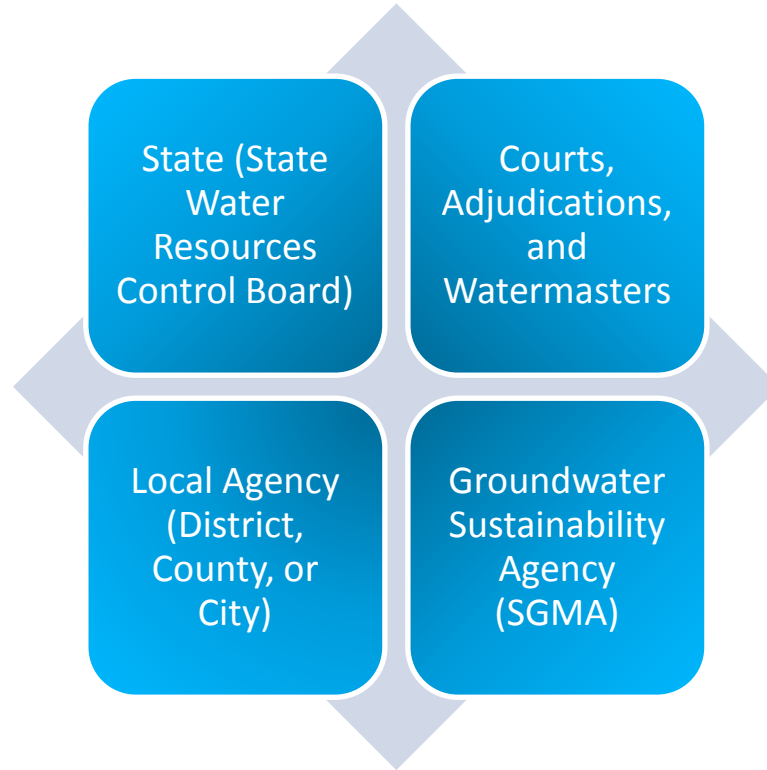 State (State
Water
Resources
Control Board)
Courts,
Adjudications,
and
Watermasters
Local Agency
(District,
County, or
City)
Groundwater
Sustainability
Agency
(SGMA)